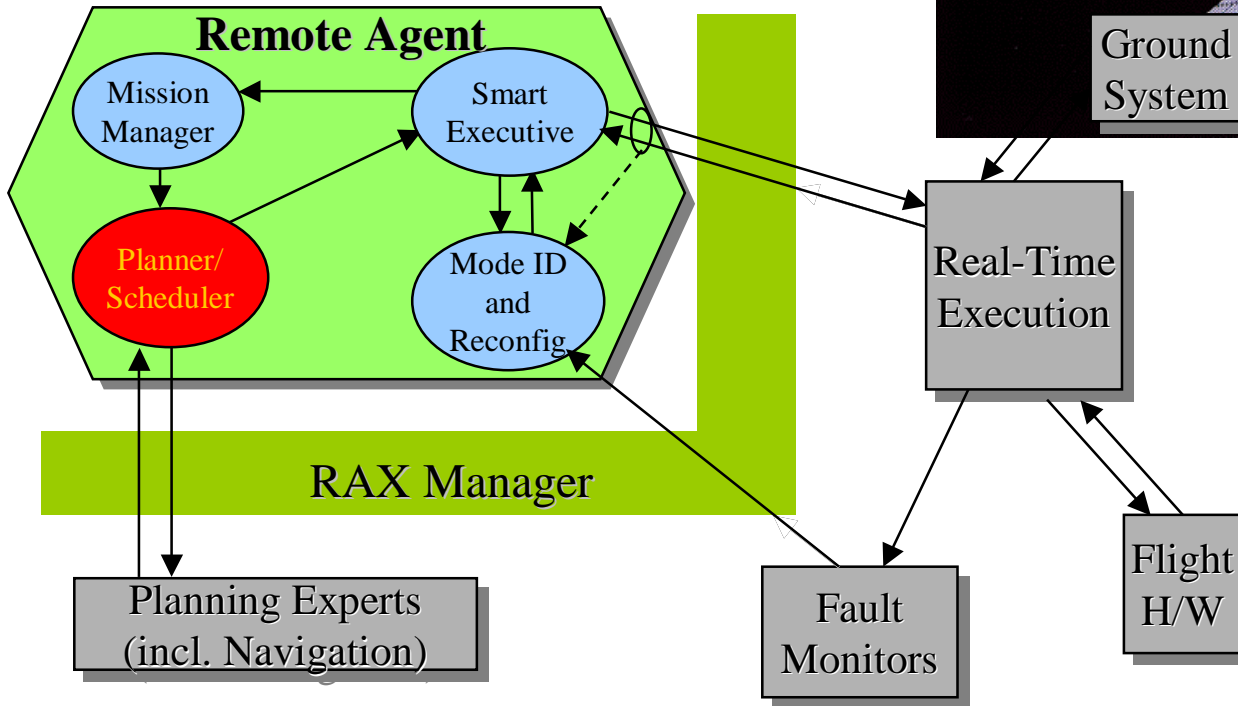 Remote Agent
Mission
Manager
Smart
Executive
Planner/
Scheduler
Mode ID
and
Reconfig
RAX Manager
Planning Experts
(incl. Navigation)
Ground
System
Real-Time
Execution
Fault
Monitors
Flight
H/W